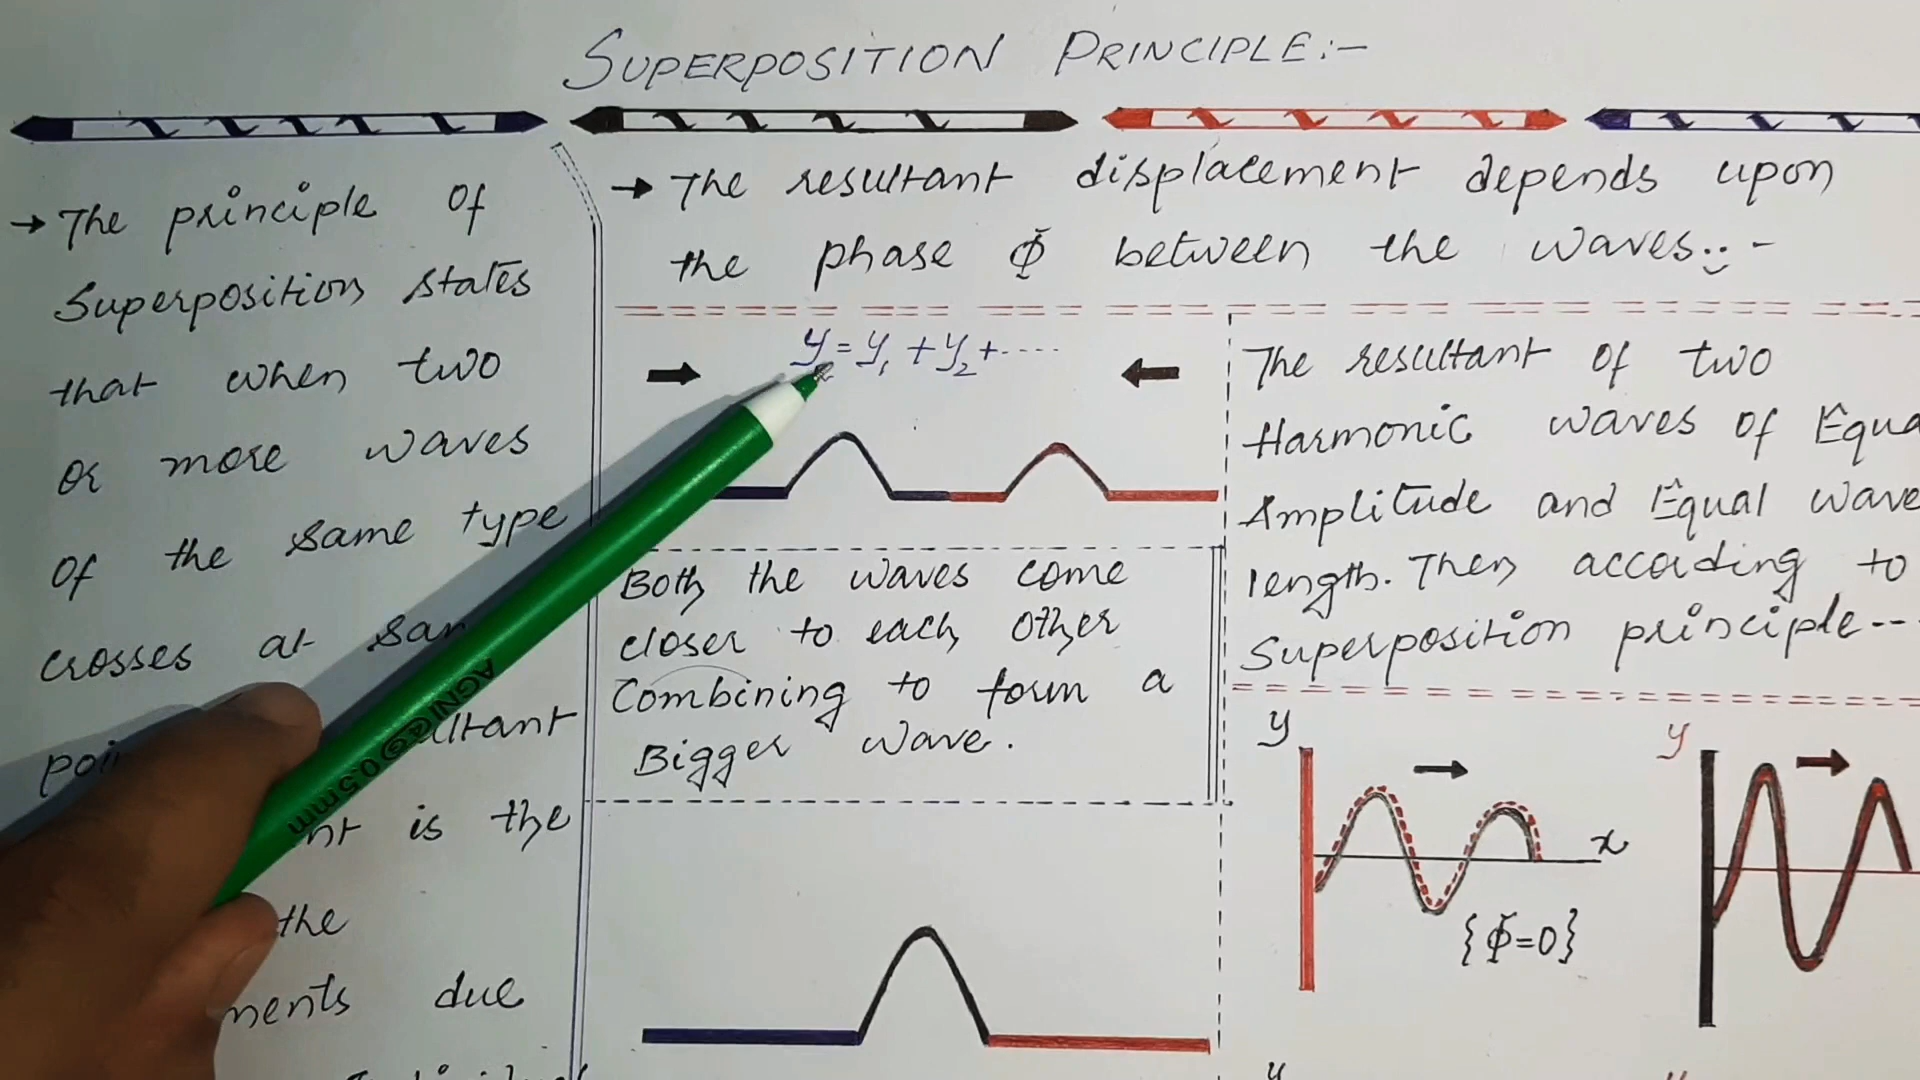 SUPERPOSITION PRINCIPLE:-
→ The principle of
Superposition states
that when two
or more waves
of the same type
crosses at
is the
the
due
→ The resultant displacement depends upon
the phase Φ between the waves:-
y = y₁ + y₂ + ....
Both the waves come
closer to each other
Combining to form a
Bigger wave.
The resultant of two
Harmonic waves of Equa
Amplitude and Equal wave
length. Then according to
Superposition principle---
y
x
{Φ=0}
y
AGNI@G@0.5mm